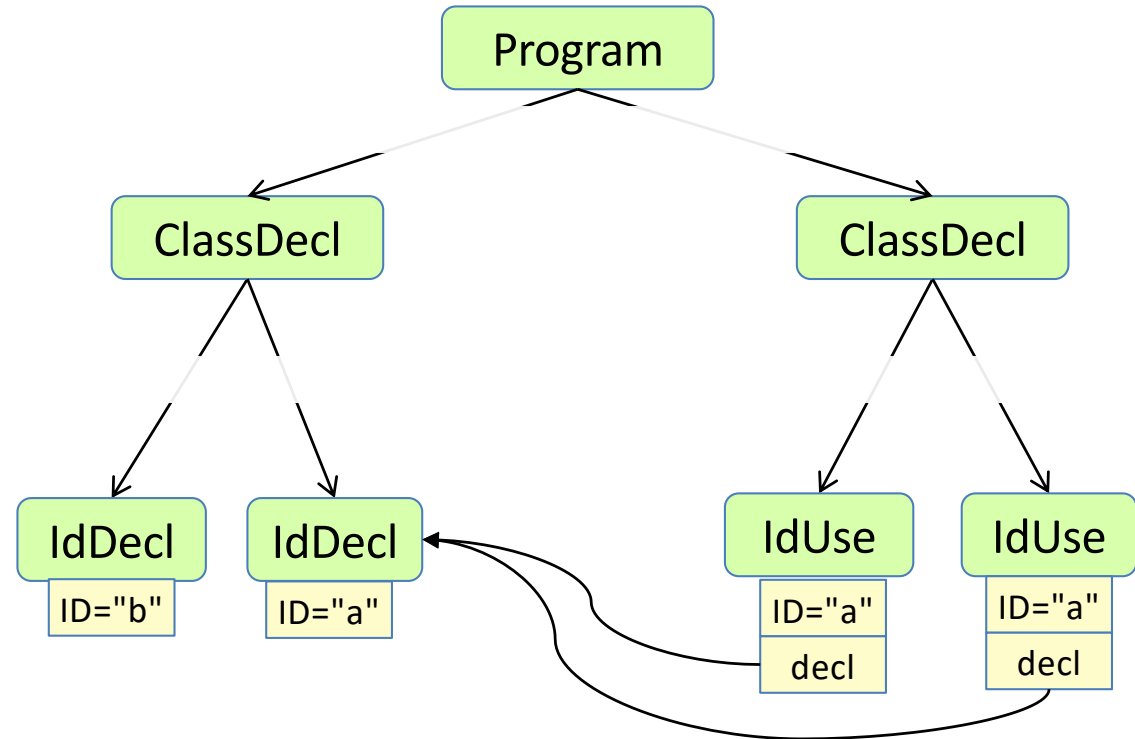 Program
ClassDecl
ClassDecl
IdDecl
IdDecl
IdUse
IdUse
ID="b"
ID="a"
ID="a"
ID="a"
decl
decl